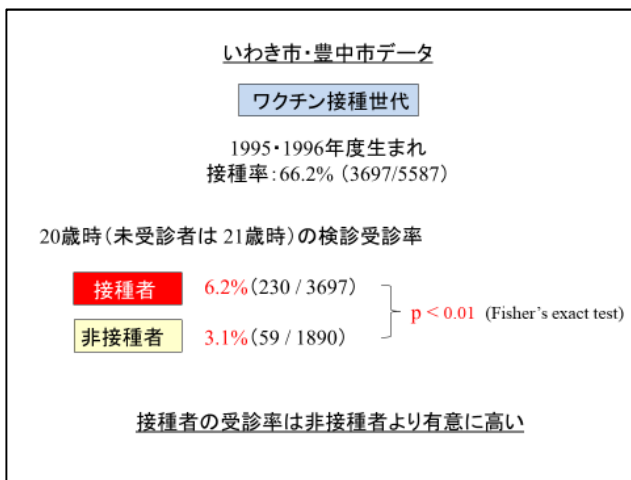 いわき市・豊中市データ
ワクチン接種世代
1995・1996年度生まれ
接種率:66.2% (3697/5587)
20歳時(未受診者は 21歳時)の検診受診率
接種者 6.2%(230 / 3697)
p < 0.01 (Fisher's exact test)
非接種者 3.1%(59 / 1890)
接種者の受診率は非接種者より有意に高い